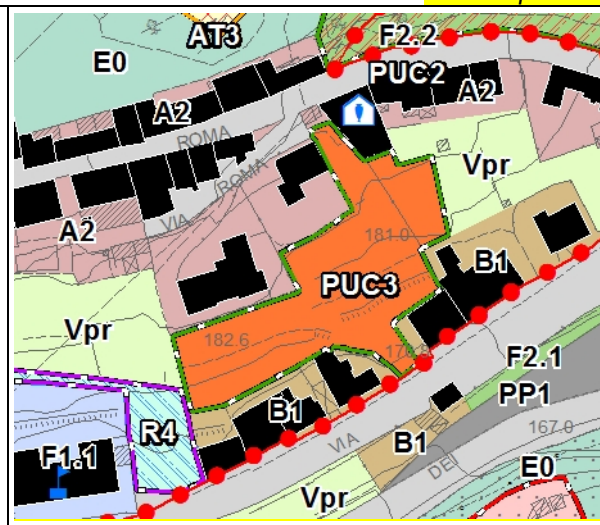 AT3
F2.2
E0
PUC2
A2
A2
ROMA
ROMA
VIA
Vpr
A2
181.0
B1
PUC3
Vpr
182.6
F2.1
PP1
B1
R4
VIA
B1
167.0
F1.1
DEI
E0
Vpr